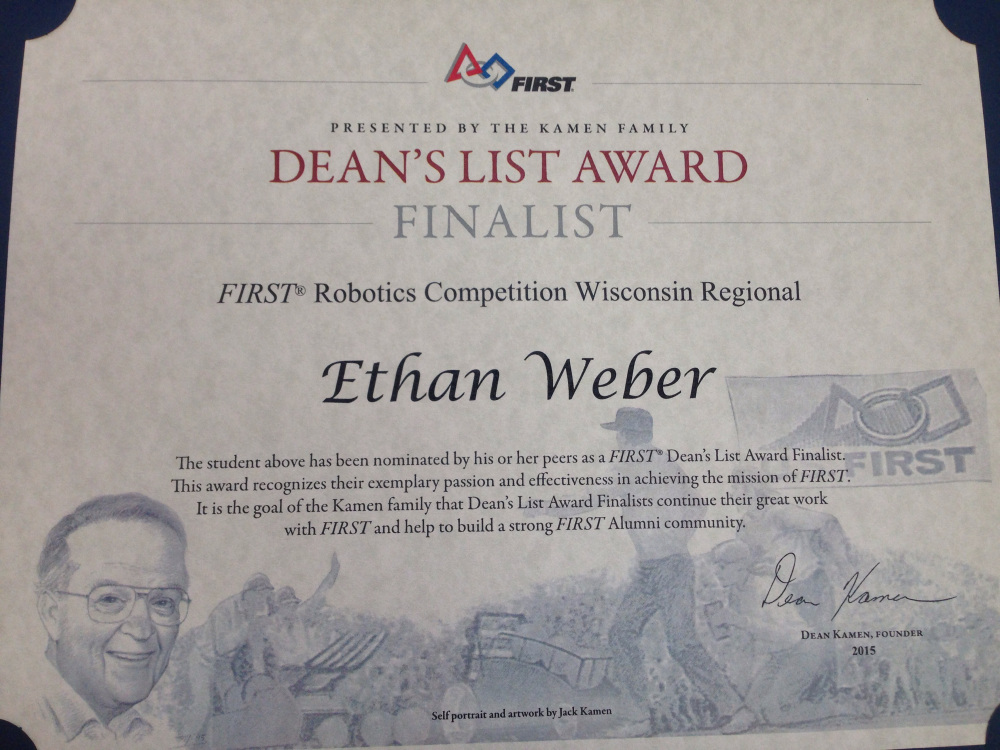 FIRST
PRESENTED BY THE KAMEN FAMILY
DEAN'S LIST AWARD
FINALIST
FIRST® Robotics Competition Wisconsin Regional
Ethan Weber
FIRST
The student above has been nominated by his or her peers as a FIRST® Dean's List Award Finalist.
This award recognizes their exemplary passion and effectiveness in achieving the mission of FIRST.
It is the goal of the Kamen family that Dean's List Award Finalists continue their great work
with FIRST and help to build a strong FIRST Alumni community.
Dean Kamen
DEAN KAMEN, FOUNDER
2015
Self portrait and artwork by Jack Kamen